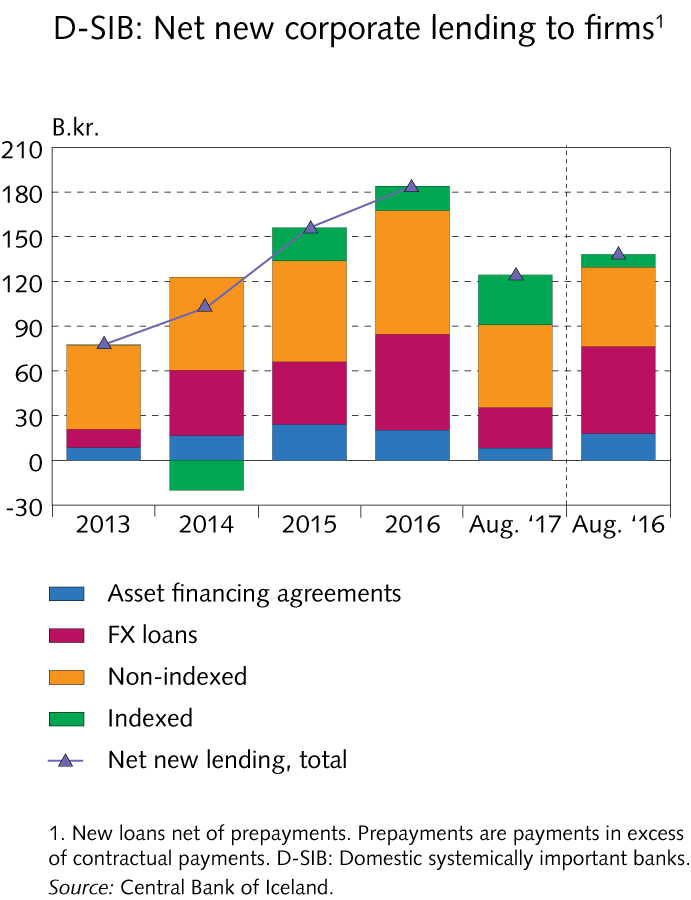 D-SIB: Net new corporate lending to firms¹
B.kr.
210
180
150
120
90
60
30
0
-30
2013 2014 2015 2016 Aug. ‘17 Aug. ‘16
Asset financing agreements
FX loans
Non-indexed
Indexed
Net new lending, total
1. New loans net of prepayments. Prepayments are payments in excess
of contractual payments. D-SIB: Domestic systemically important banks.
Source: Central Bank of Iceland.